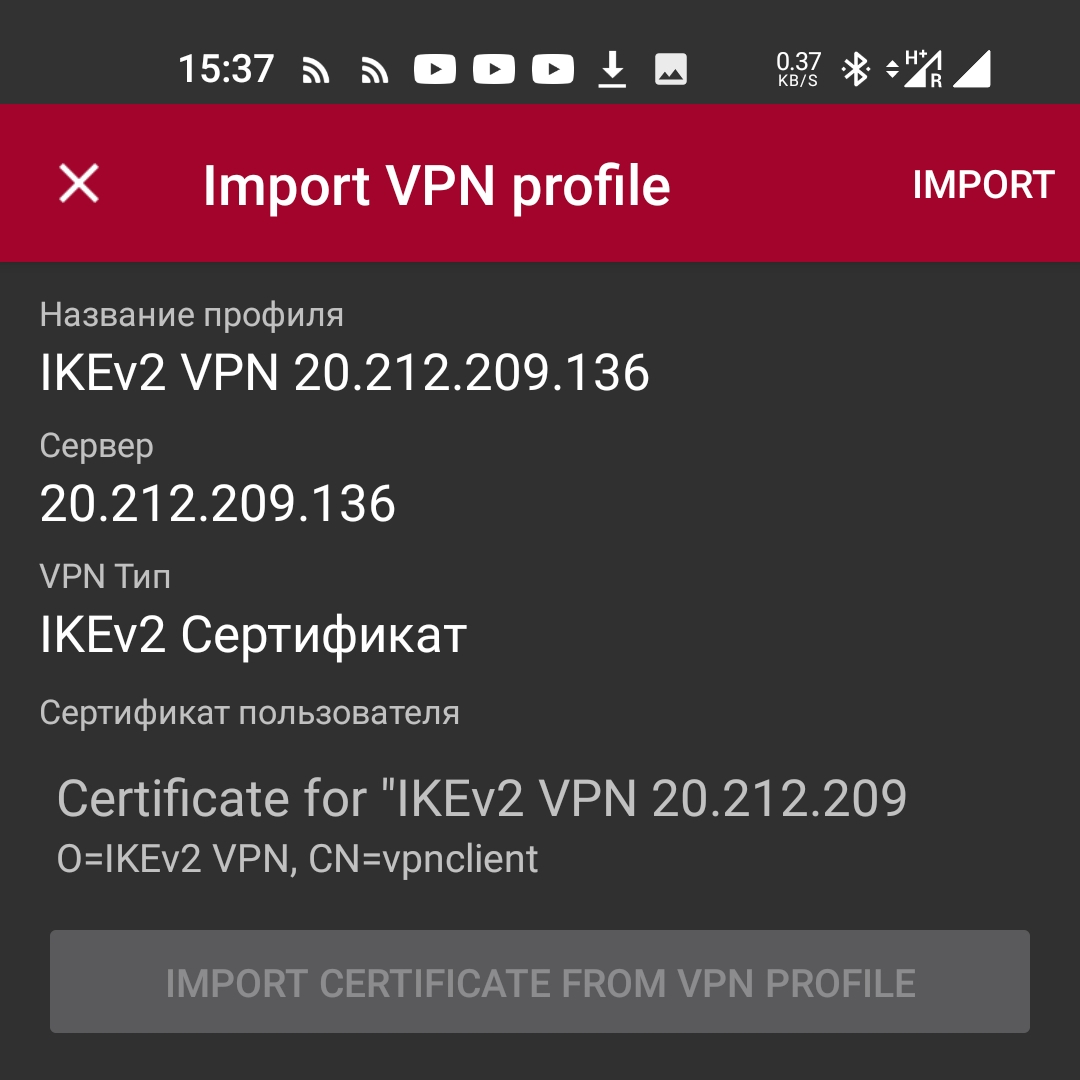 15:37 0.37 KB/S H+ R
Import VPN profile IMPORT
Название профиля
IKEv2 VPN 20.212.209.136
Сервер
20.212.209.136
VPN Тип
IKEv2 Сертификат
Сертификат пользователя
Certificate for "IKEv2 VPN 20.212.209
O=IKEv2 VPN, CN=vpnclient
IMPORT CERTIFICATE FROM VPN PROFILE